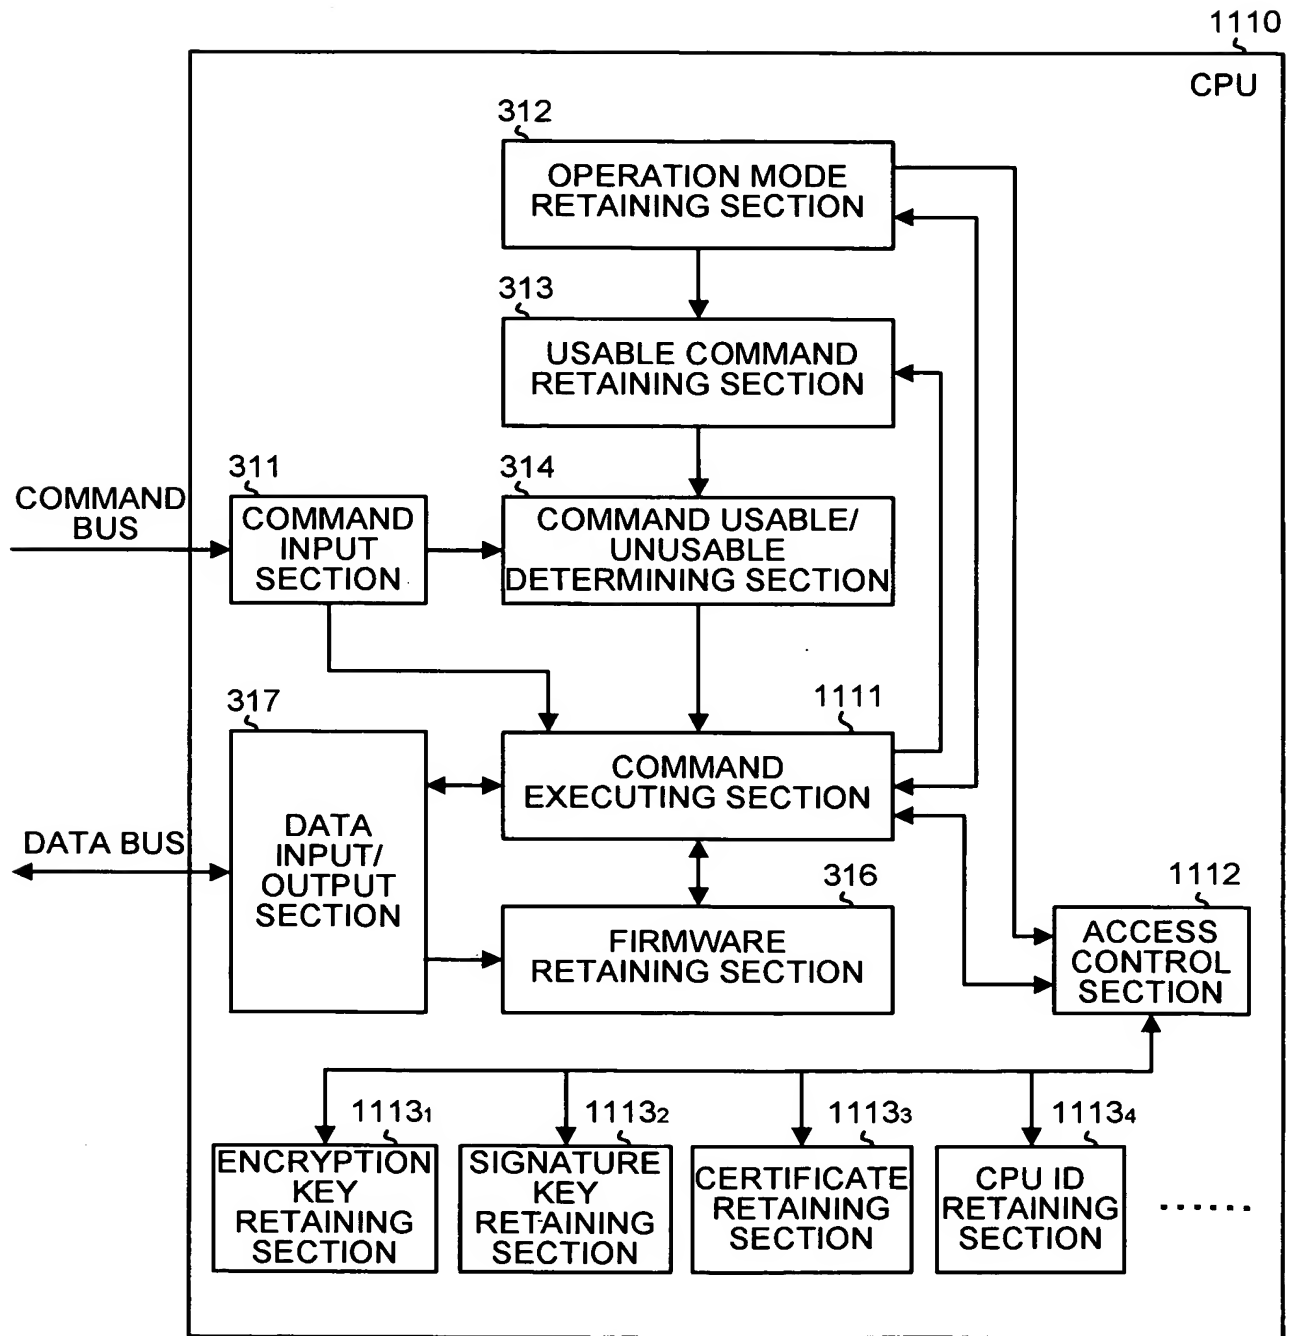 1110
CPU
312
OPERATION MODE
RETAINING SECTION
313
USABLE COMMAND
RETAINING SECTION
COMMAND
BUS
311
COMMAND
INPUT
SECTION
314
COMMAND USABLE/
UNUSABLE
DETERMINING SECTION
317
DATA
INPUT/
OUTPUT
SECTION
DATA BUS
1111
COMMAND
EXECUTING SECTION
316
FIRMWARE
RETAINING SECTION
1112
ACCESS
CONTROL
SECTION
1113₁
ENCRYPTION
KEY
RETAINING
SECTION
1113₂
SIGNATURE
KEY
RETAINING
SECTION
1113₃
CERTIFICATE
RETAINING
SECTION
1113₄
CPU ID
RETAINING
SECTION
......